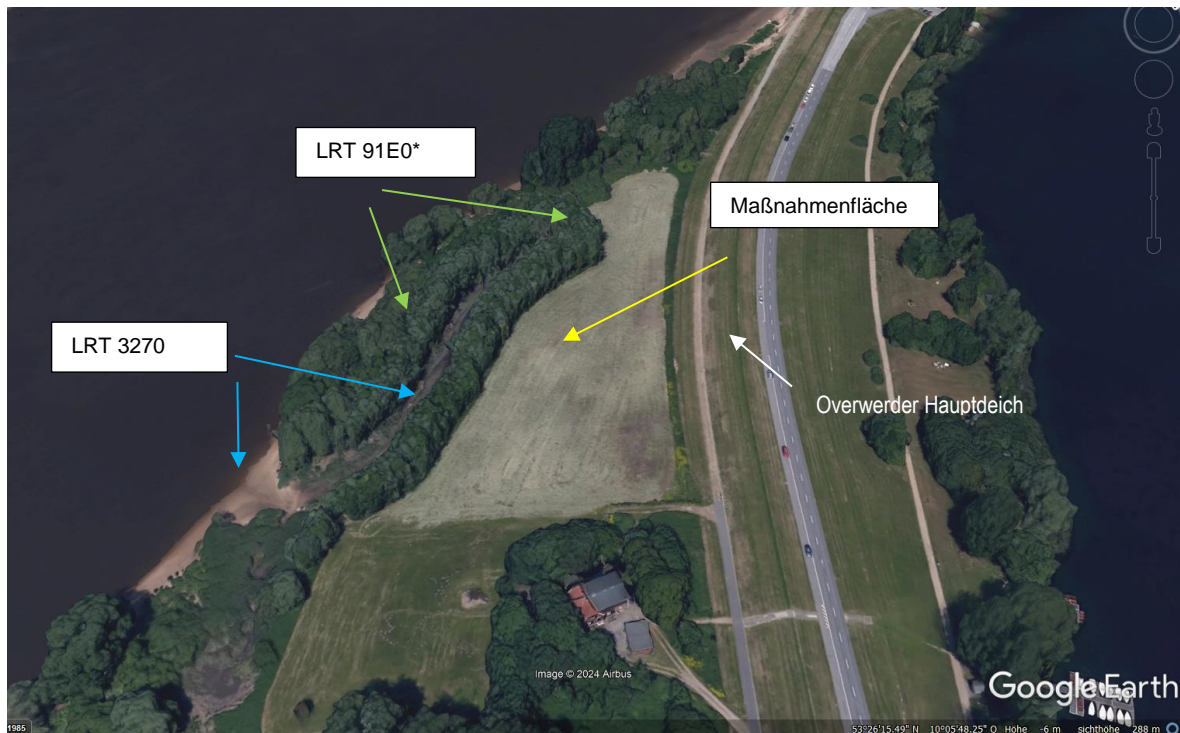 LRT 91E0*
Maßnahmenfläche
LRT 3270
Overwerder Hauptdeich
Image © 2024 Airbus
Google Earth
1985
53°26'15.49" N 10°05'48.25" O Höhe -6 m sichthöhe 288 m